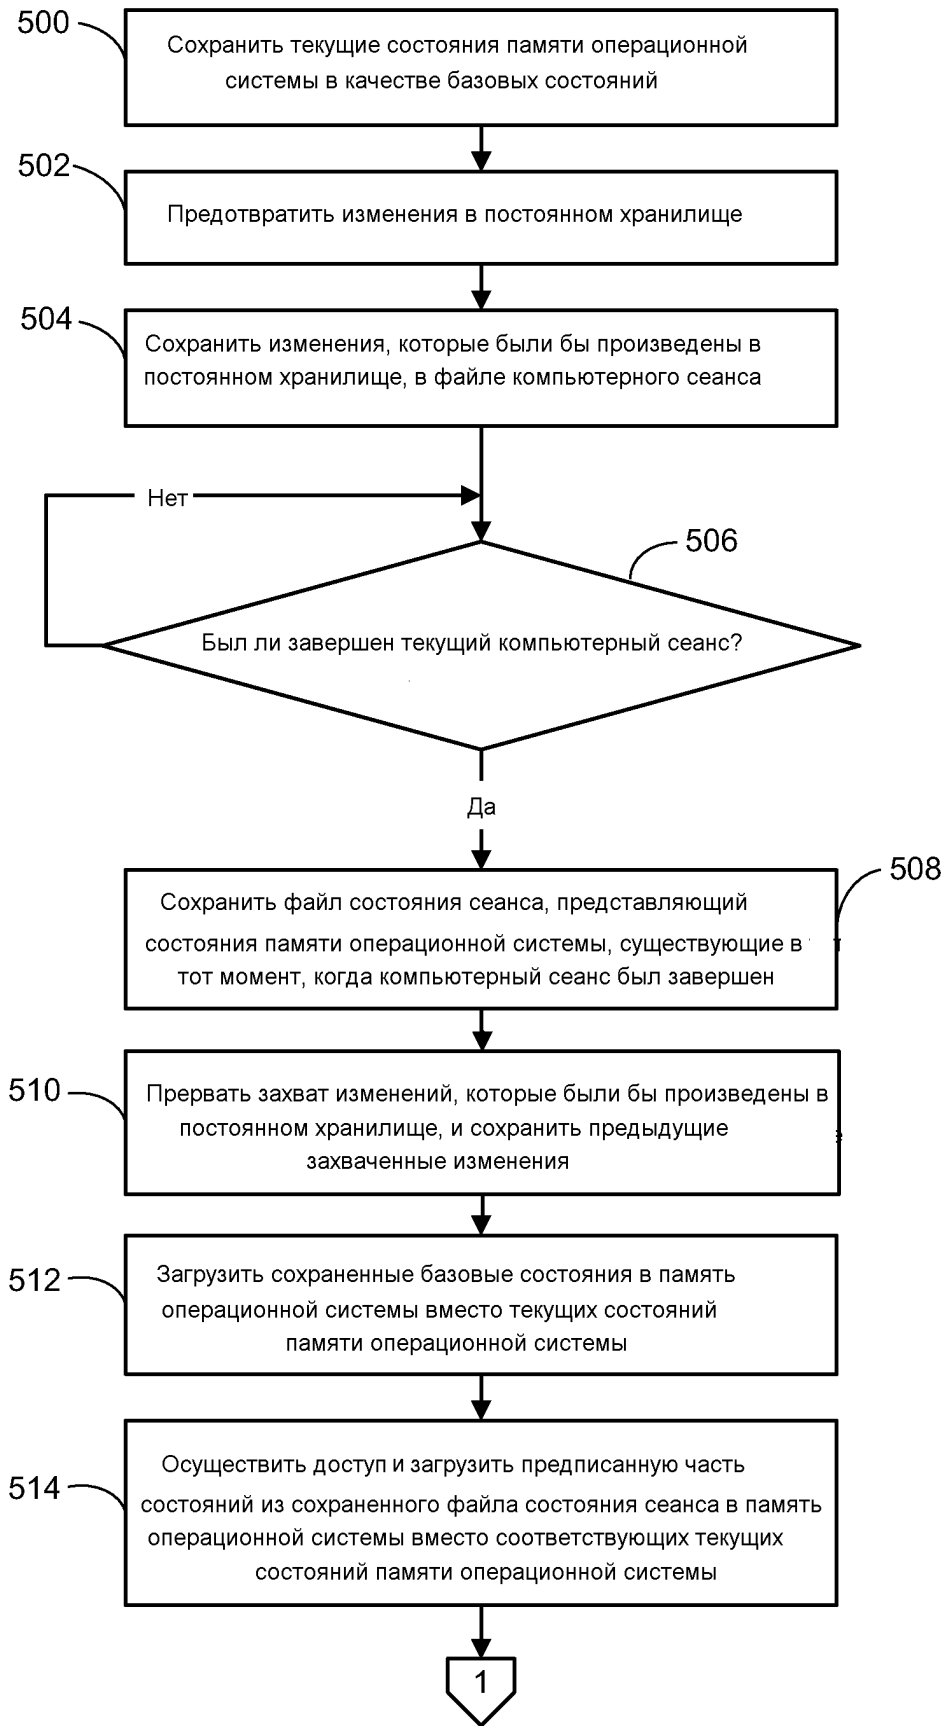 500
Сохранить текущие состояния памяти операционной
системы в качестве базовых состояний
502
Предотвратить изменения в постоянном хранилище
504
Сохранить изменения, которые были бы произведены в
постоянном хранилище, в файле компьютерного сеанса
Нет
506
Был ли завершен текущий компьютерный сеанс?
Да
508
Сохранить файл состояния сеанса, представляющий
состояния памяти операционной системы, существующие в
тот момент, когда компьютерный сеанс был завершен
510
Прервать захват изменений, которые были бы произведены в
постоянном хранилище, и сохранить предыдущие
захваченные изменения
512
Загрузить сохраненные базовые состояния в память
операционной системы вместо текущих состояний
памяти операционной системы
514
Осуществить доступ и загрузить предписанную часть
состояний из сохраненного файла состояния сеанса в память
операционной системы вместо соответствующих текущих
состояний памяти операционной системы
1